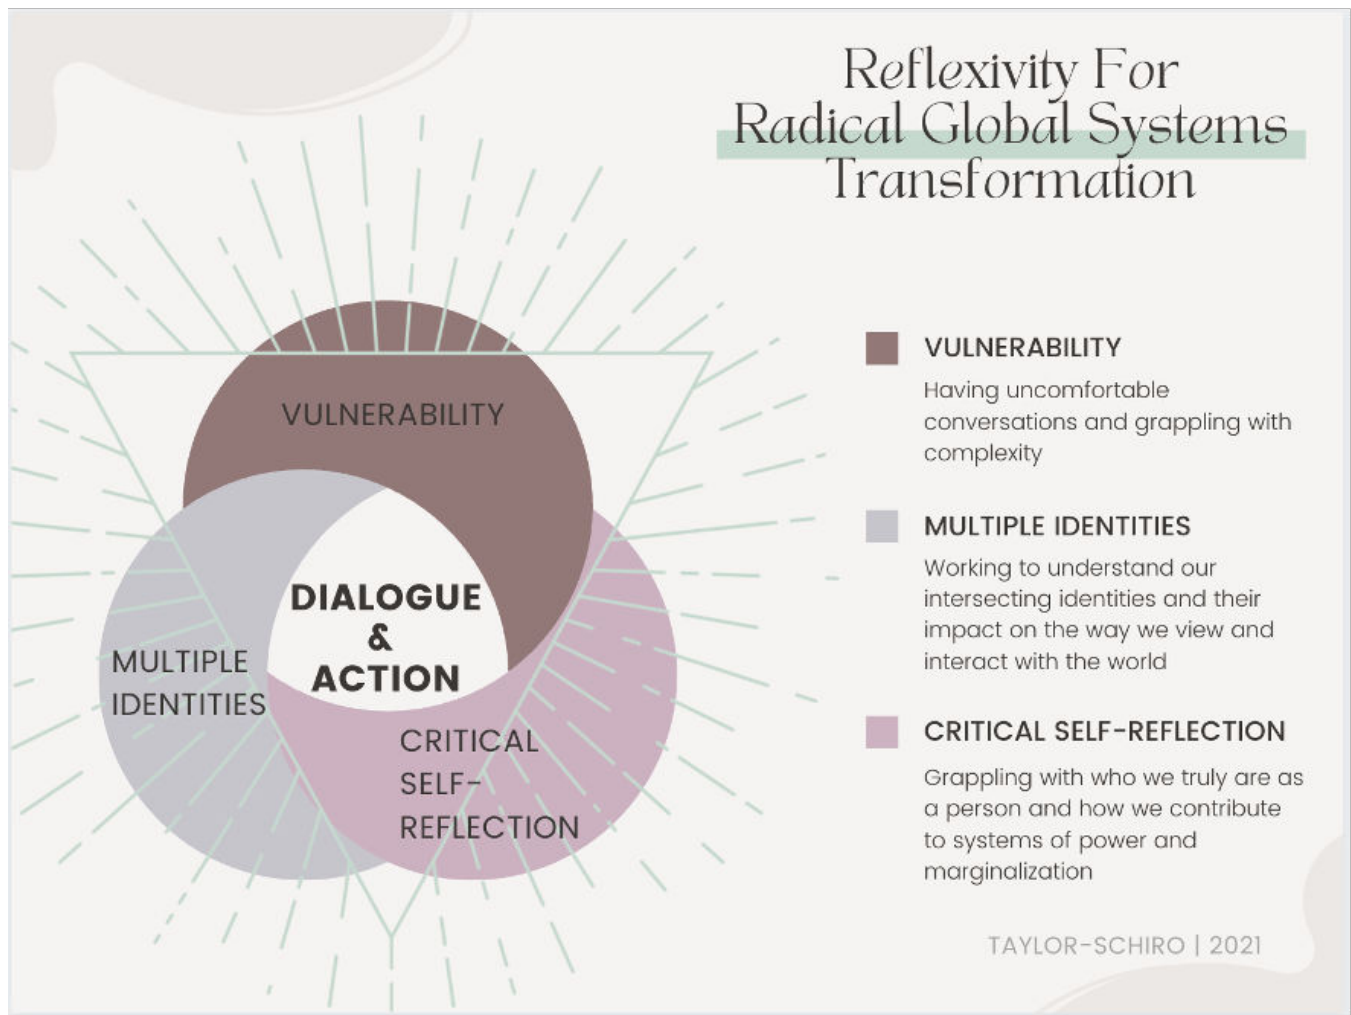 Reflexivity For
Radical Global Systems
Transformation
VULNERABILITY
DIALOGUE
&
ACTION
MULTIPLE
IDENTITIES
CRITICAL
SELF-
REFLECTION
VULNERABILITY
Having uncomfortable
conversations and grappling with
complexity
MULTIPLE IDENTITIES
Working to understand our
intersecting identities and their
impact on the way we view and
interact with the world
CRITICAL SELF-REFLECTION
Grappling with who we truly are as
a person and how we contribute
to systems of power and
marginalization
TAYLOR-SCHIRO | 2021